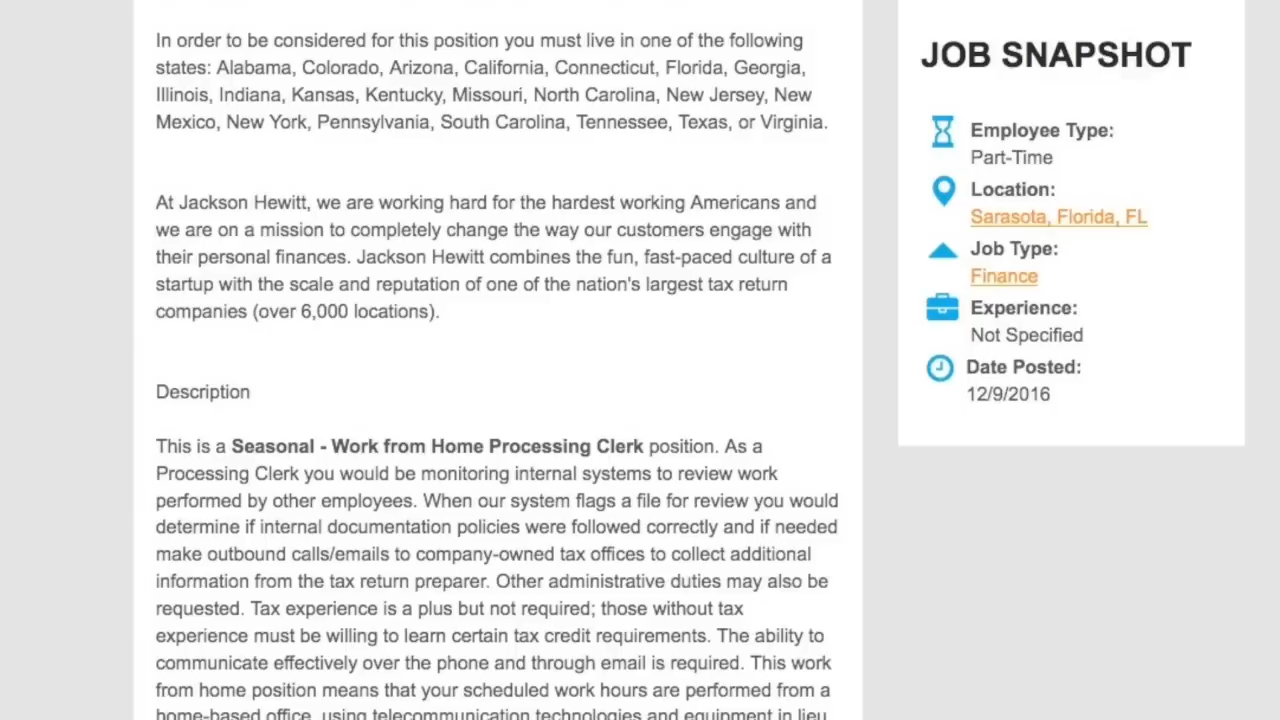 In order to be considered for this position you must live in one of the following
states: Alabama, Colorado, Arizona, California, Connecticut, Florida, Georgia,
Illinois, Indiana, Kansas, Kentucky, Missouri, North Carolina, New Jersey, New
Mexico, New York, Pennsylvania, South Carolina, Tennessee, Texas, or Virginia.
At Jackson Hewitt, we are working hard for the hardest working Americans and
we are on a mission to completely change the way our customers engage with
their personal finances. Jackson Hewitt combines the fun, fast-paced culture of a
startup with the scale and reputation of one of the nation's largest tax return
companies (over 6,000 locations).
Description
This is a Seasonal - Work from Home Processing Clerk position. As a
Processing Clerk you would be monitoring internal systems to review work
performed by other employees. When our system flags a file for review you would
determine if internal documentation policies were followed correctly and if needed
make outbound calls/emails to company-owned tax offices to collect additional
information from the tax return preparer. Other administrative duties may also be
requested. Tax experience is a plus but not required; those without tax
experience must be willing to learn certain tax credit requirements. The ability to
communicate effectively over the phone and through email is required. This work
from home position means that your scheduled work hours are performed from a
home-based office, using telecommunication technologies and equipment in lieu
JOB SNAPSHOT
Employee Type:
Part-Time
Location:
Sarasota, Florida, FL
Job Type:
Finance
Experience:
Not Specified
Date Posted:
12/9/2016